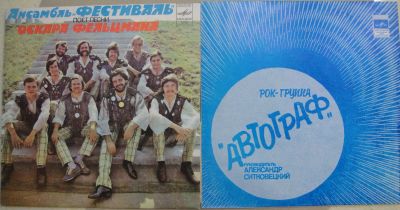 Ансамбль „Фестиваль
ПОЕТ ПЕСНИ
ОСКАРА ФЕЛЬЦМАНА
РОК-ГРУППА
"АВТОГРАФ"
РУКОВОДИТЕЛЬ
АЛЕКСАНДР
СИТКОВЕЦКИЙ